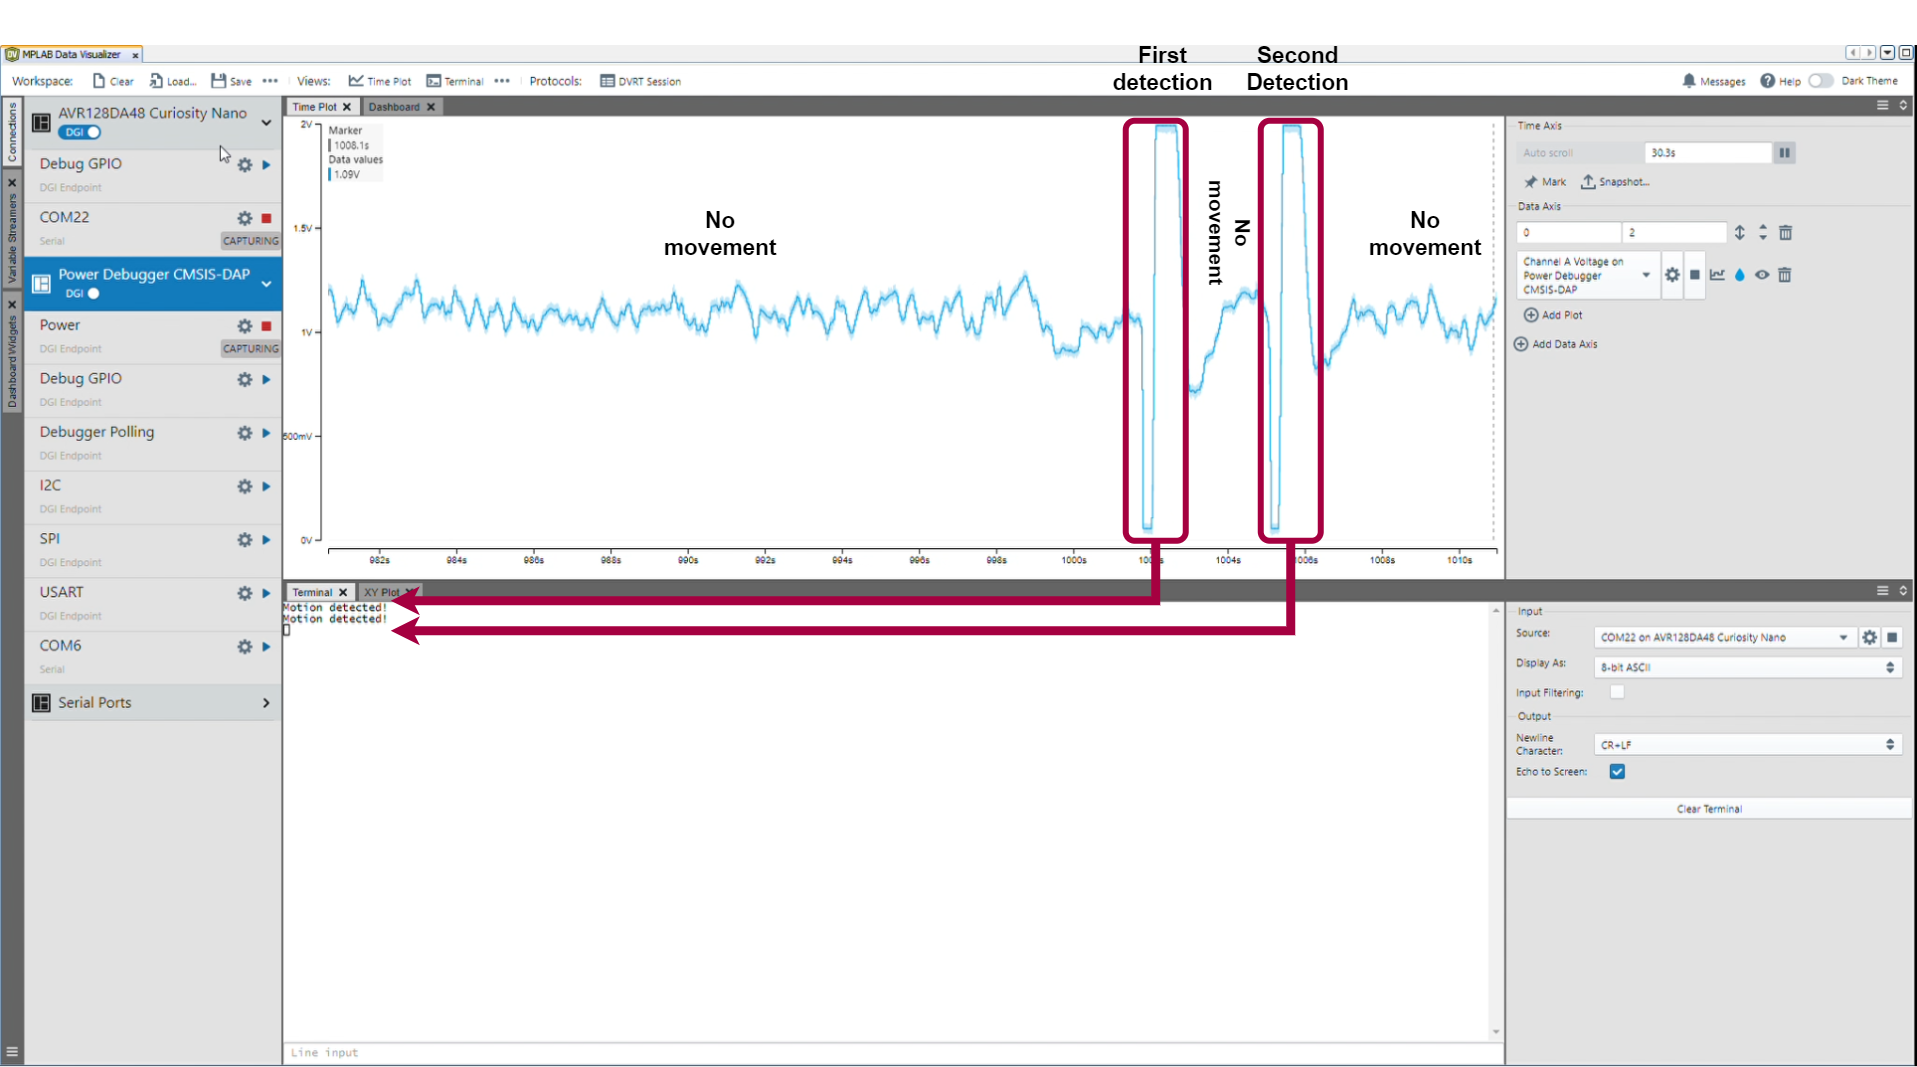 MPLAB Data Visualizer
First detection
Second Detection
Workspace: Clear Load... Save Views: Time Plot Terminal Protocols: DVRT Session Messages Help Dark Theme
Connections
Variable Streamers
Dashboard Widgets
AVR128DA48 Curiosity Nano
DGI
Debug GPIO
DGI Endpoint
COM22
Serial
CAPTURING
Power Debugger CMSIS-DAP
DGI
Power
DGI Endpoint
CAPTURING
Debug GPIO
DGI Endpoint
Debugger Polling
DGI Endpoint
I2C
DGI Endpoint
SPI
DGI Endpoint
USART
DGI Endpoint
COM6
Serial
Serial Ports
Time Plot Dashboard
2V
1.5V
1V
500mV
0V
Marker
1008.1s
Data values
1.09V
No
movement
No
movement
No
movement
982s 984s 986s 988s 990s 992s 994s 996s 998s 1000s 1004s 1006s 1008s 1010s
Terminal XY Plot
Motion detected!
Motion detected!
Line input
Time Axis
Auto scroll 30.3s
Mark Snapshot...
Data Axis
0 2
Channel A Voltage on
Power Debugger
CMSIS-DAP
Add Plot
Add Data Axis
Input
Source: COM22 on AVR128DA48 Curiosity Nano
Display As: 8-bit ASCII
Input Filtering:
Output
Newline
Character: CR+LF
Echo to Screen:
Clear Terminal